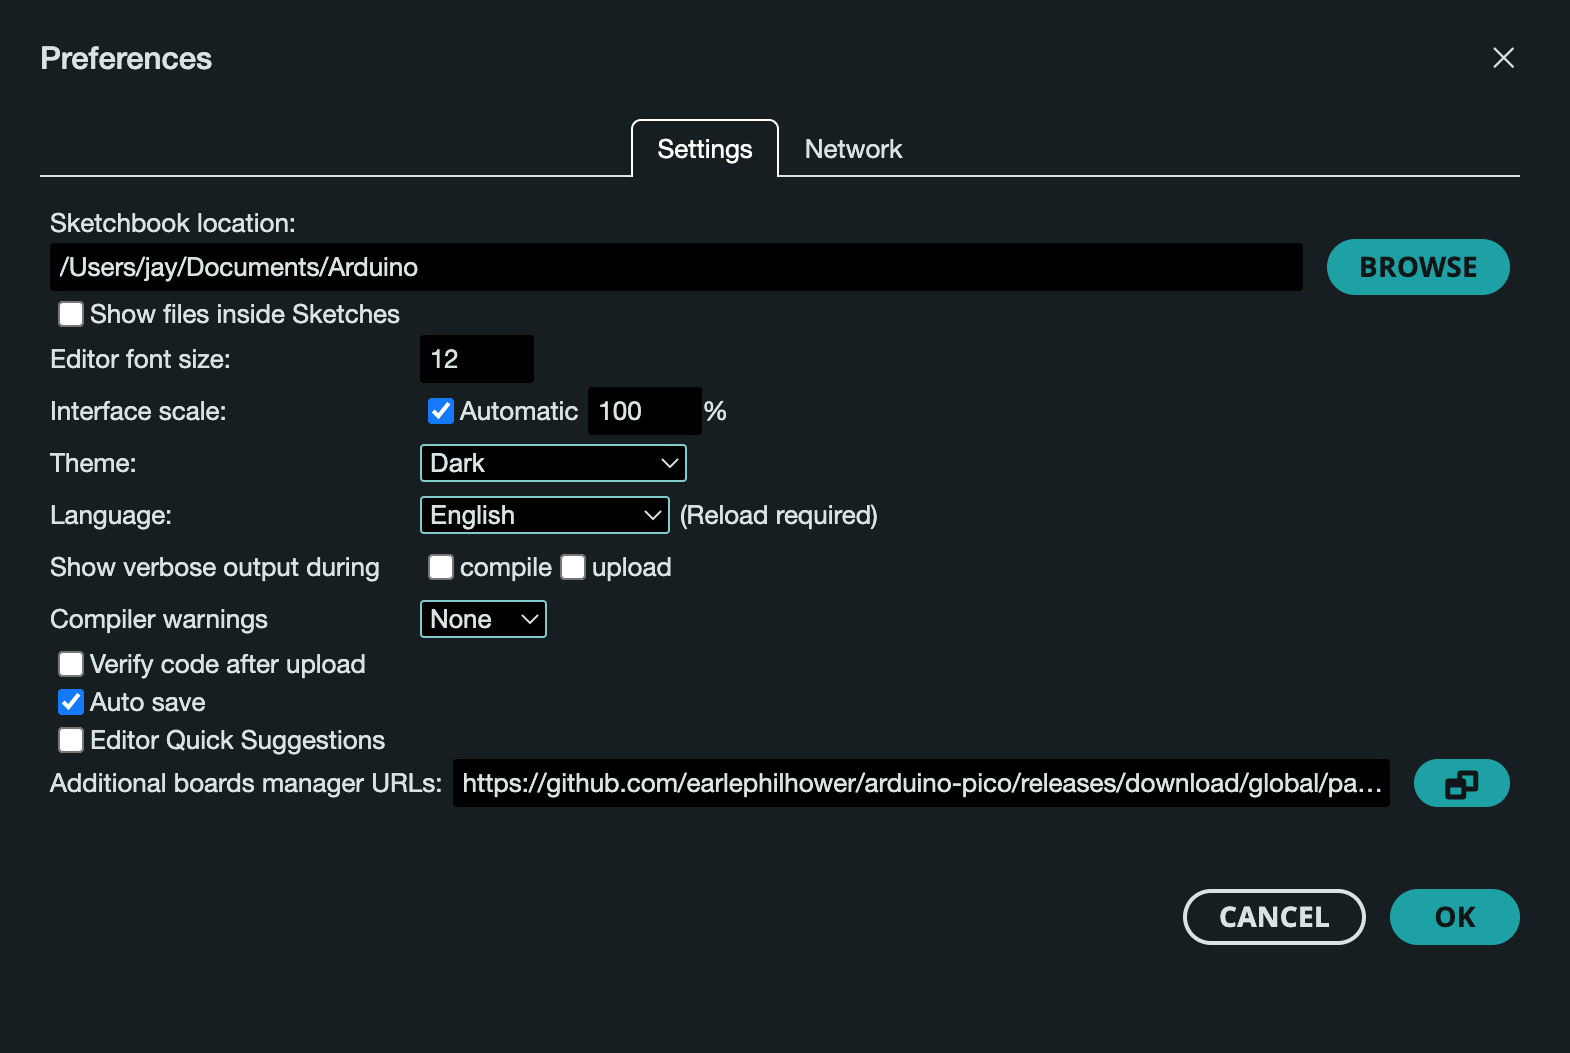 Preferences
Settings Network
Sketchbook location:
/Users/jay/Documents/Arduino BROWSE
Show files inside Sketches
Editor font size: 12
Interface scale: Automatic 100 %
Theme: Dark
Language: English (Reload required)
Show verbose output during compile upload
Compiler warnings None
Verify code after upload
Auto save
Editor Quick Suggestions
Additional boards manager URLs: https://github.com/earlephilhower/arduino-pico/releases/download/global/pa...
CANCEL OK